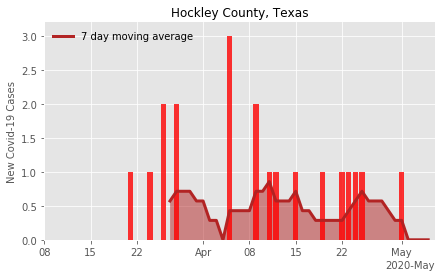 Hockley County, Texas
7 day moving average
New Covid-19 Cases
3.0
2.5
2.0
1.5
1.0
0.5
0.0
08 15 22 Apr 08 15 22 May
2020-May